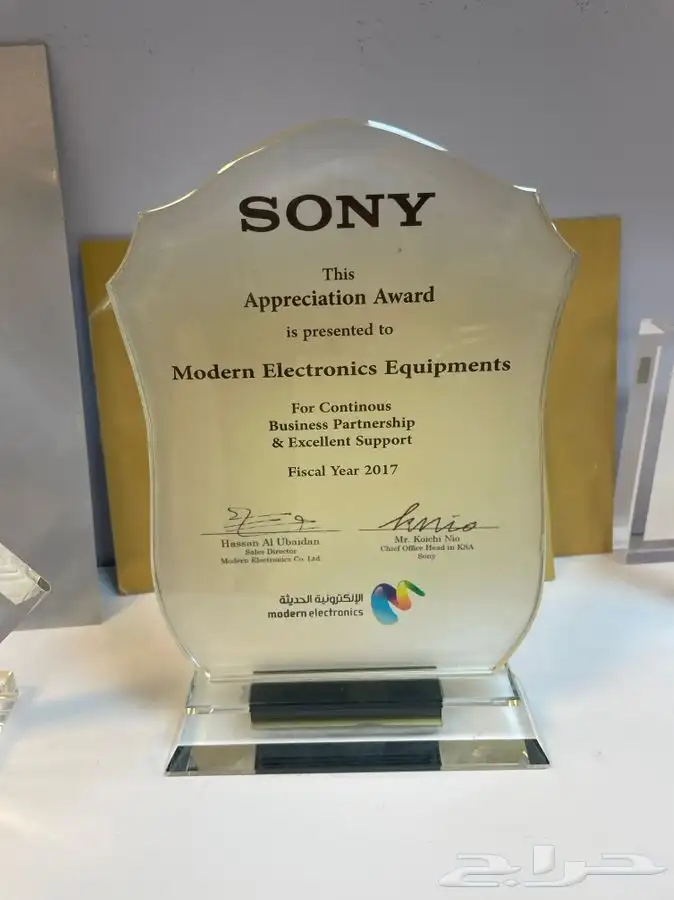 SONY
This
Appreciation Award
is presented to
Modern Electronics Equipments
For Continous
Business Partnership
& Excellent Support
Fiscal Year 2017
Hassan Al Ubaidan
Sales Director
Modern Electronics Co. Ltd.
Mr. Koichi Nio
Chief Office Head in KSA
Sony
الإلكترونية الحديثة
modern electronics
حراج